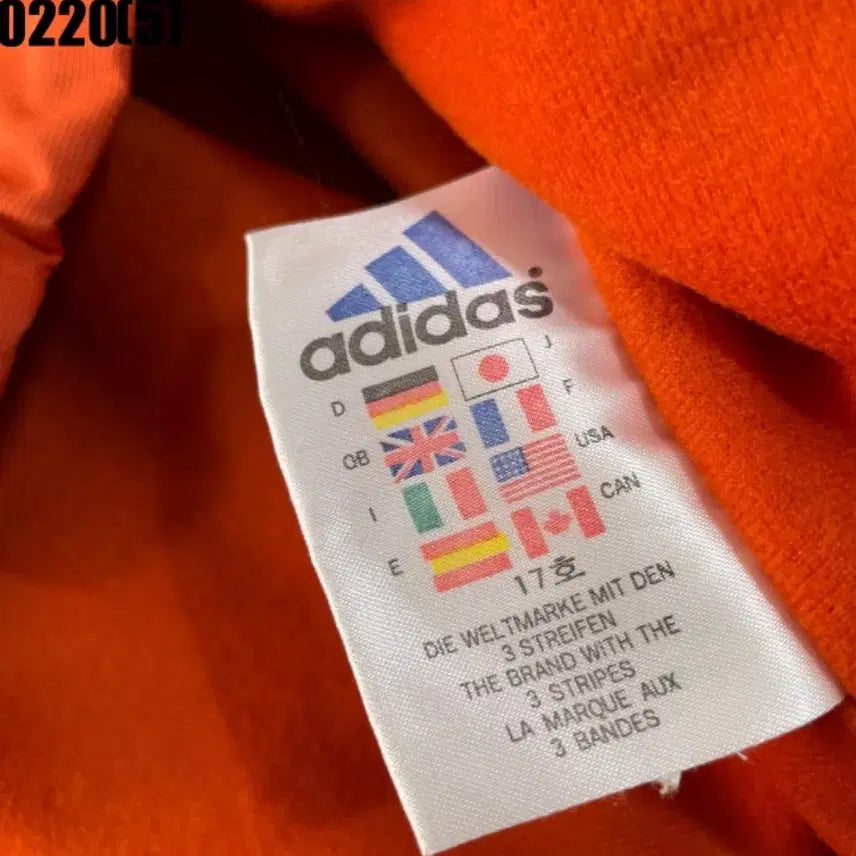 0220(5)
adidas
D J
GB F
I USA
E CAN
17호
DIE WELTMARKE MIT DEN
3 STREIFEN
THE BRAND WITH THE
3 STRIPES
LA MARQUE AUX
3 BANDES